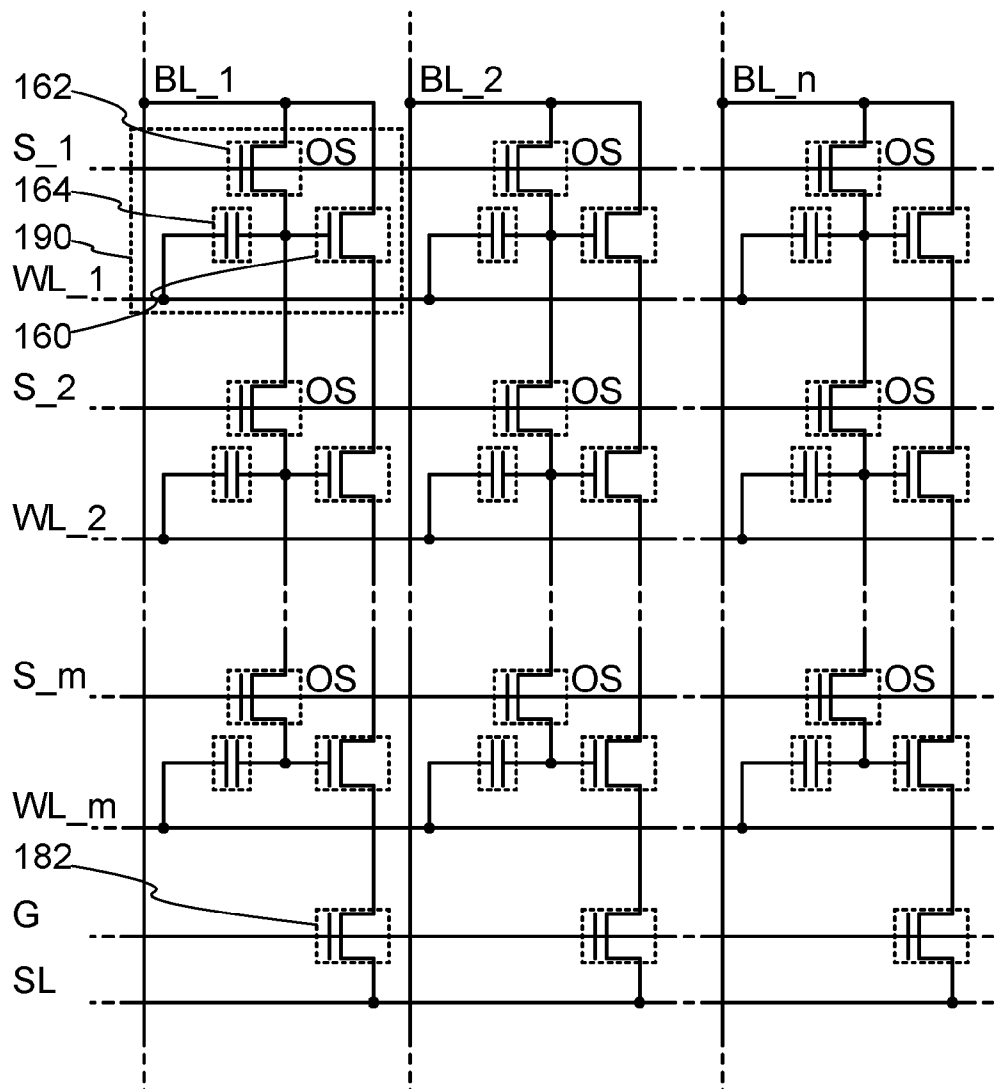 BL_1 BL_2 BL_n
162
S_1 OS OS OS
164
190
WL_1
160
S_2 OS OS OS
WL_2
S_m OS OS OS
WL_m
182
G
SL